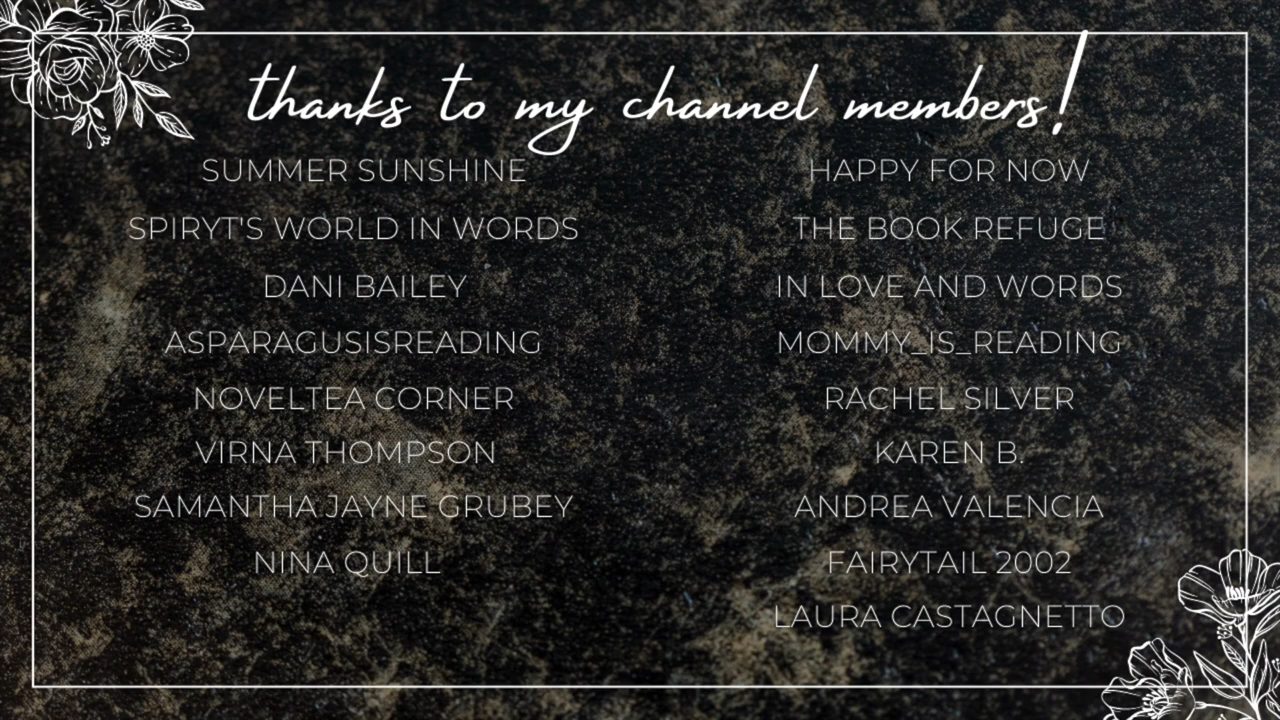 thanks to my channel members!
SUMMER SUNSHINE
SPIRYT'S WORLD IN WORDS
DANI BAILEY
ASPARAGUSISREADING
NOVELTEA CORNER
VIRNA THOMPSON
SAMANTHA JAYNE GRUBEY
NINA QUILL
HAPPY FOR NOW
THE BOOK REFUGE
IN LOVE AND WORDS
MOMMY_IS_READING
RACHEL SILVER
KAREN B.
ANDREA VALENCIA
FAIRYTAIL 2002
LAURA CASTAGNETTO